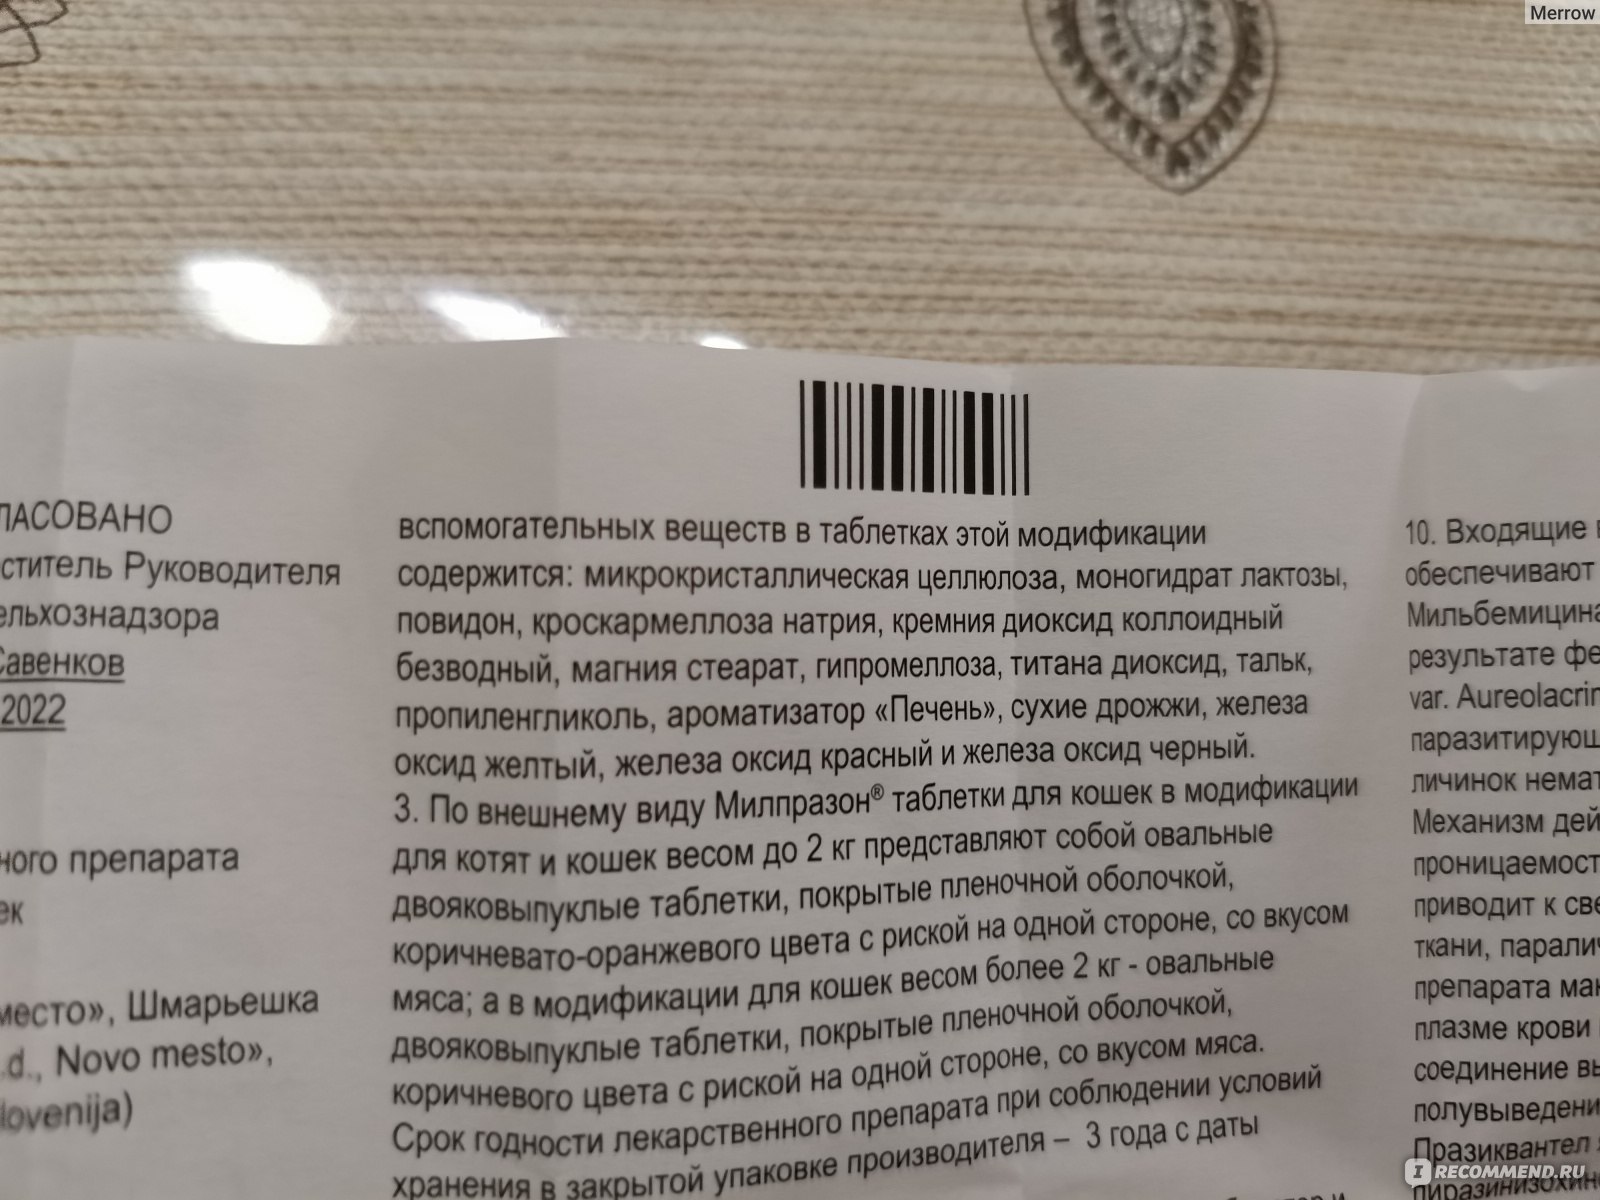 Merrow
ЛАСОВАНО
ститель Руководителя
ельхознадзора
Савенков
2022
ного препарата
ек
место», Шмарьешка
.d., Novo mesto»,
lovenija)
вспомогательных веществ в таблетках этой модификации
содержится: микрокристаллическая целлюлоза, моногидрат лактозы,
повидон, кроскармеллоза натрия, кремния диоксид коллоидный
безводный, магния стеарат, гипромеллоза, титана диоксид, тальк,
пропиленгликоль, ароматизатор «Печень», сухие дрожжи, железа
оксид желтый, железа оксид красный и железа оксид черный.
3. По внешнему виду Милпразон® таблетки для кошек в модификации
для котят и кошек весом до 2 кг представляют собой овальные
двояковыпуклые таблетки, покрытые пленочной оболочкой,
коричневато-оранжевого цвета с риской на одной стороне, со вкусом
мяса; а в модификации для кошек весом более 2 кг - овальные
двояковыпуклые таблетки, покрытые пленочной оболочкой,
коричневого цвета с риской на одной стороне, со вкусом мяса.
Срок годности лекарственного препарата при соблюдении условий
хранения в закрытой упаковке производителя – 3 года с даты
10. Входящие
обеспечивают
Мильбемицина
результате фе
var. Aureolacrin
паразитирующ
личинок немат
Механизм дей
проницаемост
приводит к све
ткани, паралич
препарата мак
плазме крови
соединение вы
полувыведени
Празиквантел
пиразинизохин
IRECOMMEND.RU